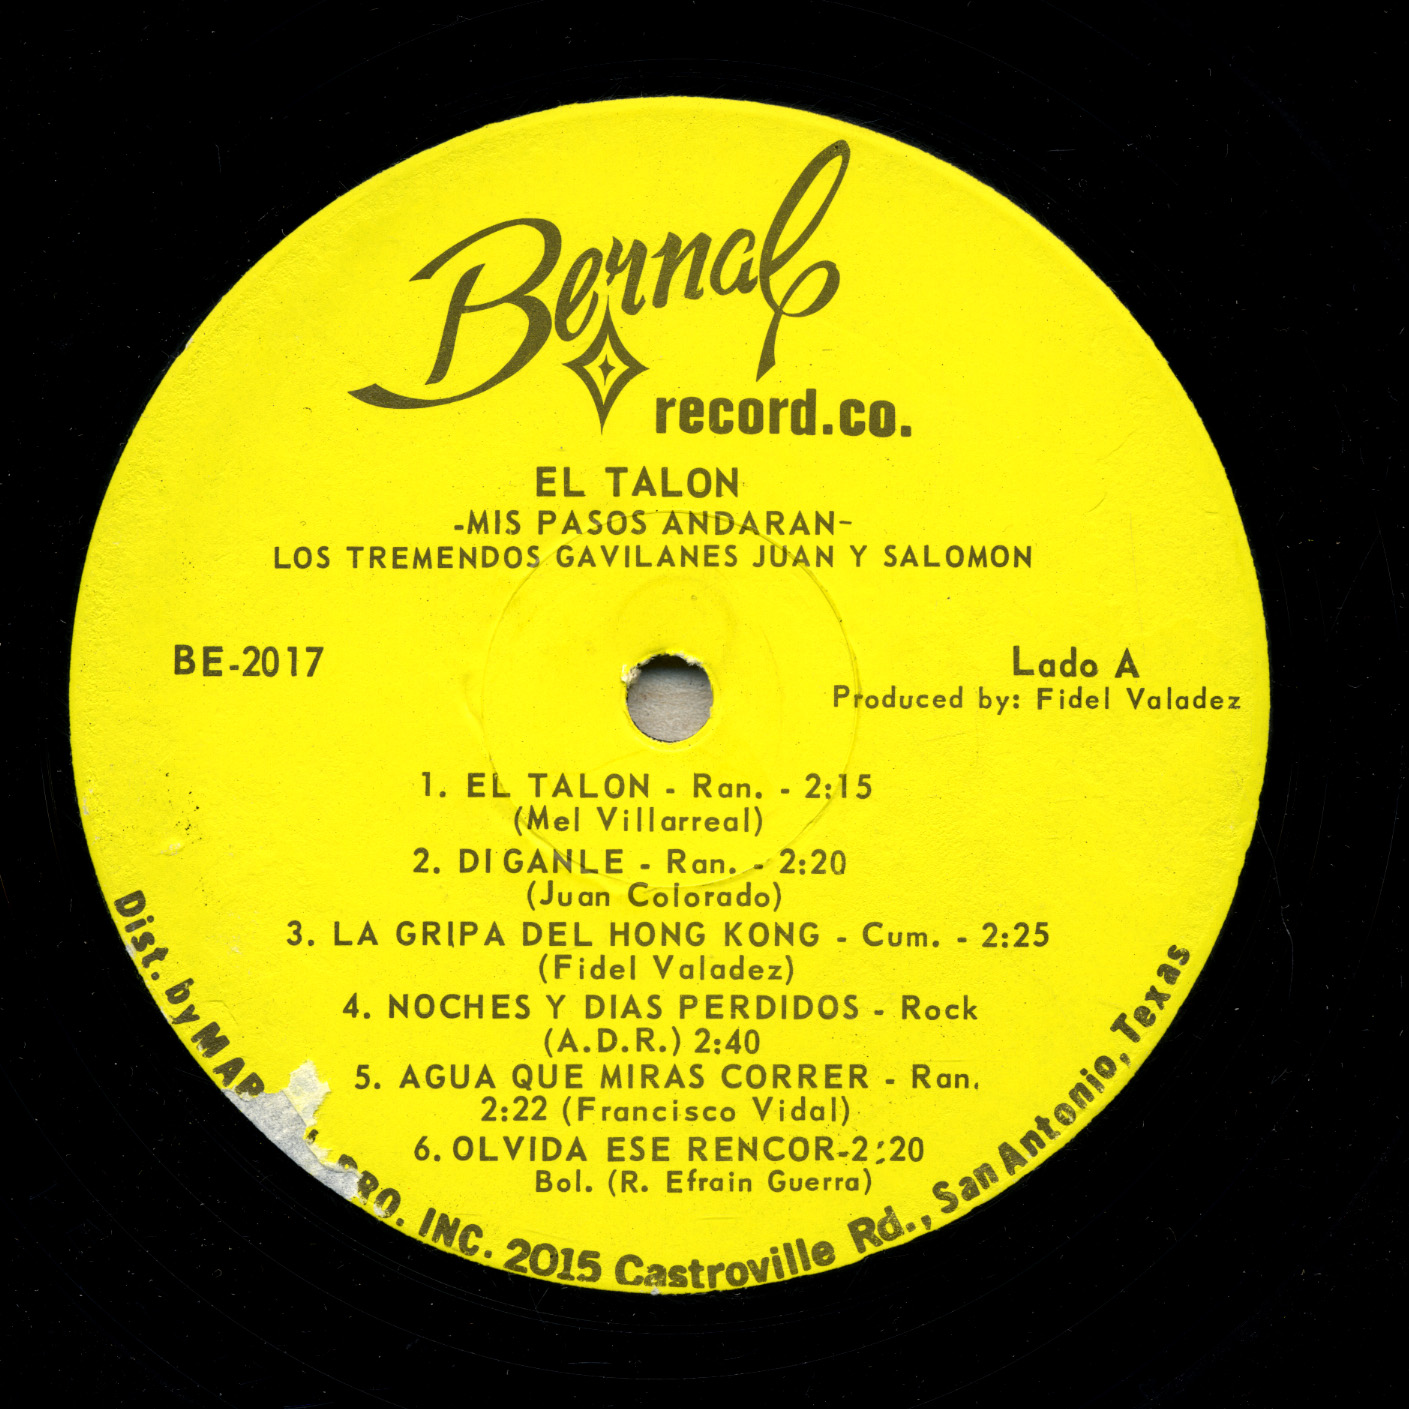 Bernal
record.co.
EL TALON
-MIS PASOS ANDARAN-
LOS TREMENDOS GAVILANES JUAN Y SALOMON
BE-2017
Lado A
Produced by: Fidel Valadez
1. EL TALON - Ran. - 2:15
(Mel Villarreal)
2. DIGANLE - Ran. - 2:20
(Juan Colorado)
3. LA GRIPA DEL HONG KONG - Cum. - 2:25
(Fidel Valadez)
4. NOCHES Y DIAS PERDIDOS - Rock
(A.D.R.) 2:40
5. AGUA QUE MIRAS CORRER - Ran.
2:22 (Francisco Vidal)
6. OLVIDA ESE RENCOR-2:20
Bol. (R. Efrain Guerra)
Dist. by BRO. INC. 2015 Castroville Rd., San Antonio, Texas